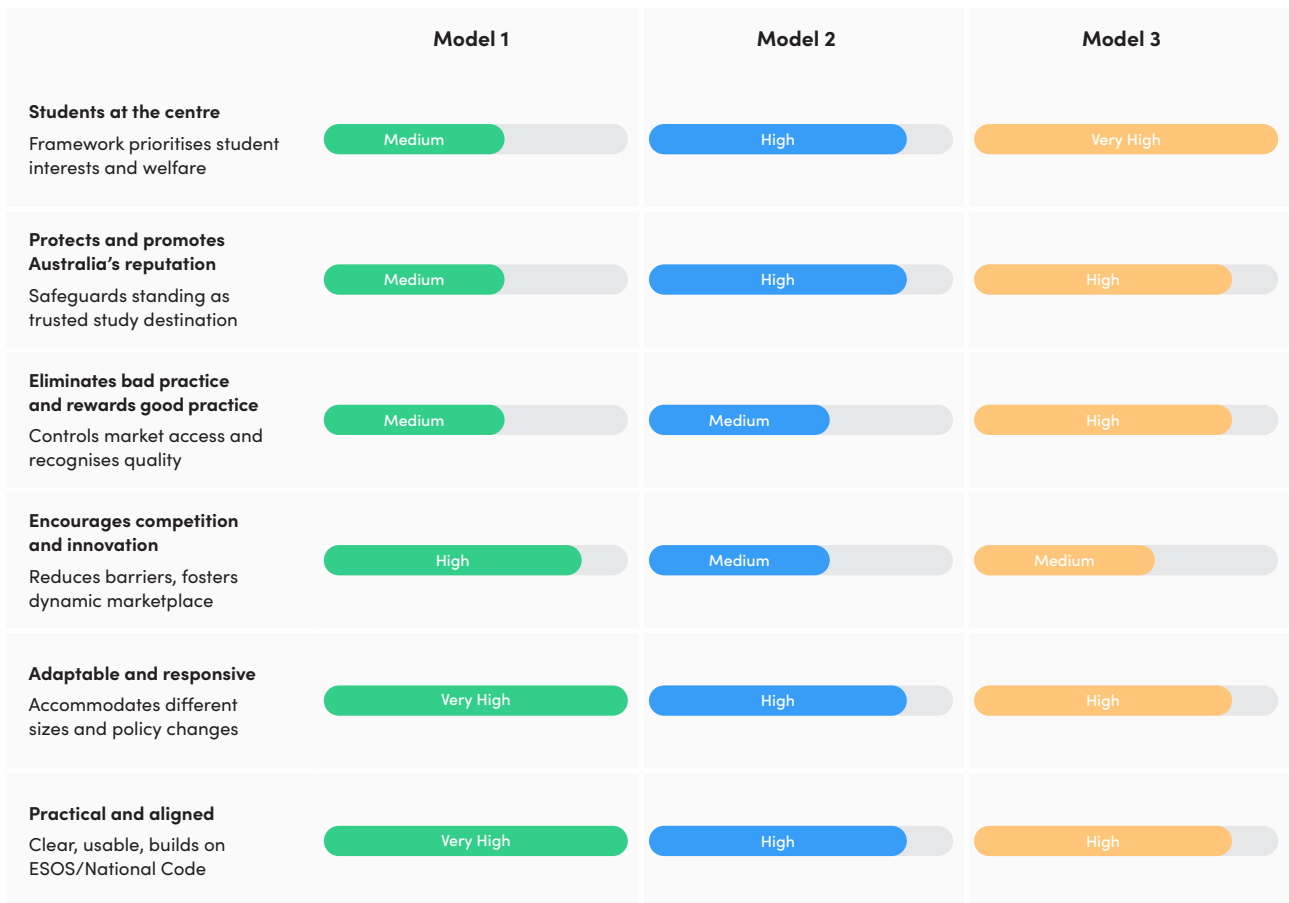 Model 1
Model 2
Model 3
Students at the centre
Framework prioritises student
interests and welfare
Medium
High
Very High
Protects and promotes
Australia’s reputation
Safeguards standing as
trusted study destination
Medium
High
High
Eliminates bad practice
and rewards good practice
Controls market access and
recognises quality
Medium
Medium
High
Encourages competition
and innovation
Reduces barriers, fosters
dynamic marketplace
High
Medium
Medium
Adaptable and responsive
Accommodates different
sizes and policy changes
Very High
High
High
Practical and aligned
Clear, usable, builds on
ESOS/National Code
Very High
High
High